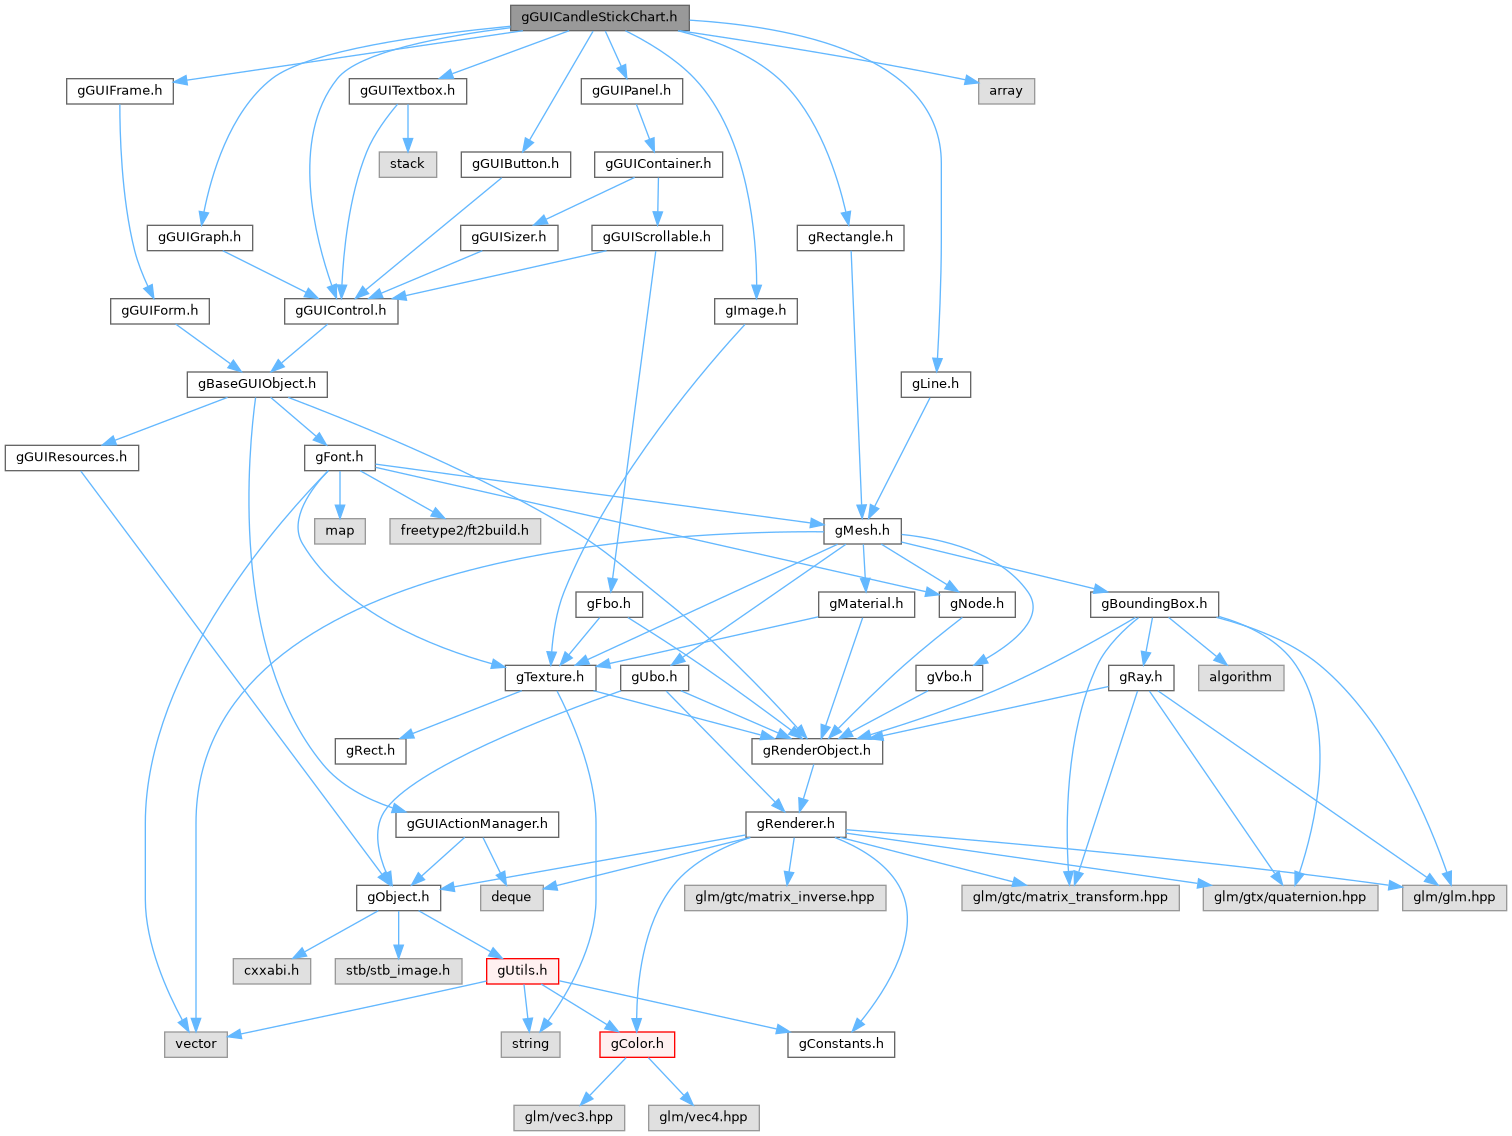 gGUICandleStickChart.h
gGUIFrame.h
gGUITextbox.h
gGUIPanel.h
array
stack
gGUIButton.h
gGUIContainer.h
gGUIGraph.h
gGUISizer.h
gGUIScrollable.h
gRectangle.h
gGUIForm.h
gGUIControl.h
gImage.h
gBaseGUIObject.h
gLine.h
gGUIResources.h
gFont.h
map
freetype2/ft2build.h
gMesh.h
gFbo.h
gMaterial.h
gNode.h
gBoundingBox.h
gTexture.h
gUbo.h
gVbo.h
gRay.h
algorithm
gRect.h
gRenderObject.h
gGUIActionManager.h
gRenderer.h
gObject.h
deque
glm/gtc/matrix_inverse.hpp
glm/gtc/matrix_transform.hpp
glm/gtx/quaternion.hpp
glm/glm.hpp
cxxabi.h
stb/stb_image.h
gUtils.h
vector
string
gColor.h
gConstants.h
glm/vec3.hpp
glm/vec4.hpp